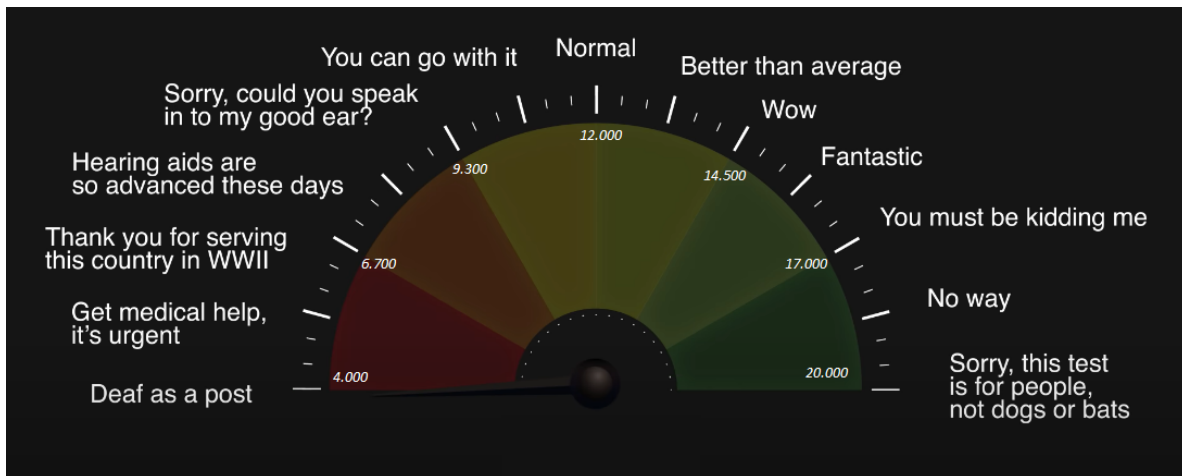 Normal
You can go with it
Better than average
Sorry, could you speak
in to my good ear?
Wow
12.000
Hearing aids are
so advanced these days
Fantastic
9.300
14.500
Thank you for serving
this country in WWII
You must be kidding me
6.700
17.000
Get medical help,
it's urgent
No way
4.000
20.000
Deaf as a post
Sorry, this test
is for people,
not dogs or bats